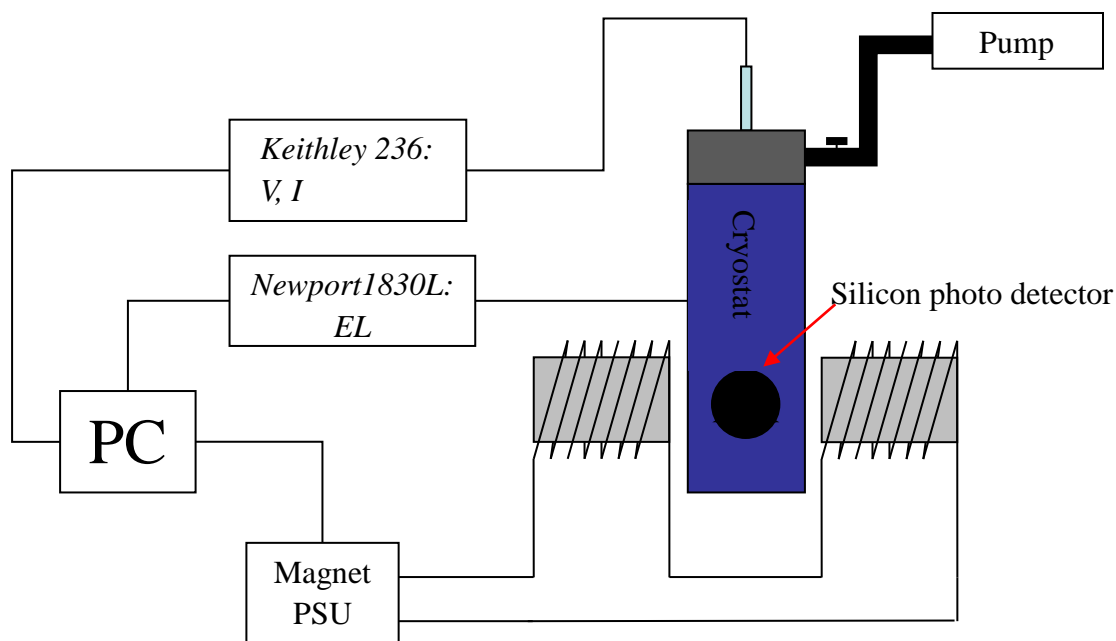 Pump
Keithley 236:
V, I
Cryostat
Newport1830L:
EL
Silicon photo detector
PC
Magnet
PSU